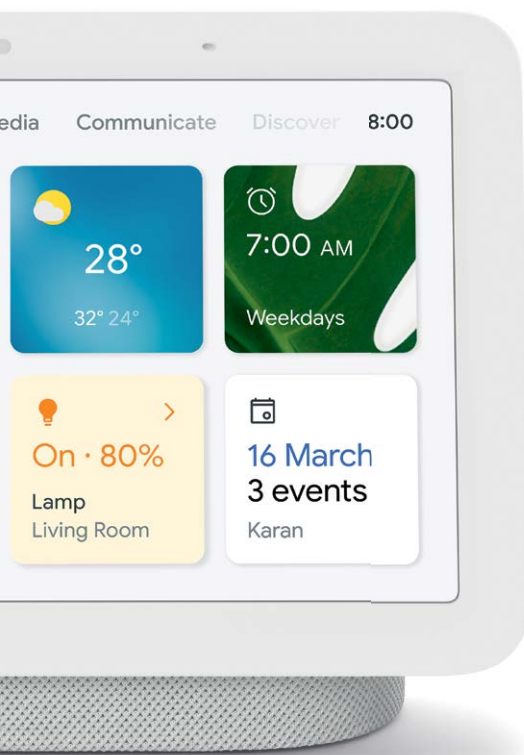 edia Communicate Discover 8:00
28°
32° 24°
7:00 AM
Weekdays
On · 80%
Lamp
Living Room
16 March
3 events
Karan